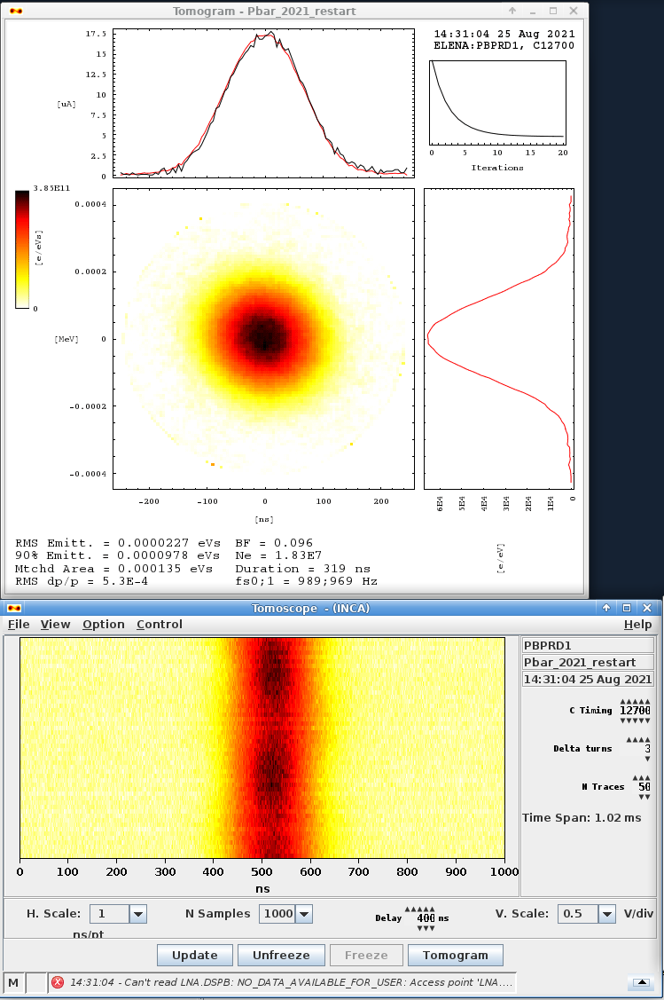 Tomogram - Pbar_2021_restart
14:31:04 25 Aug 2021
ELENA:PBPRD1, C12700
17.5
15
12.5
10
7.5
5
2.5
0
[uA]
0 5 10 15 20
Iterations
3.85E11
[e/eVs]
0
0.0004
0.0002
0
-0.0002
-0.0004
[MeV]
-200 -100 0 100 200
[ns]
6E4 5E4 4E4 3E4 2E4 1E4 0
[e/eV]
RMS Emitt. = 0.0000227 eVs BF = 0.096
90% Emitt. = 0.0000978 eVs Ne = 1.83E7
Mtchd Area = 0.000135 eVs Duration = 319 ns
RMS dp/p = 5.3E-4 fs0;1 = 989;969 Hz
Tomoscope - (INCA)
File View Option Control Help
PBPRD1
Pbar_2021_restart
14:31:04 25 Aug 2021
C Timing 12700
Delta turns 3
N Traces 50
Time Span: 1.02 ms
0 100 200 300 400 500 600 700 800 900 1000
ns
H. Scale: 1 ns/pt N Samples 1000 Delay 400 ns V. Scale: 0.5 V/div
Update Unfreeze Freeze Tomogram
M 14:31:04 - Can't read LNA.DSPB: NO_DATA_AVAILABLE_FOR_USER: Access point 'LNA....